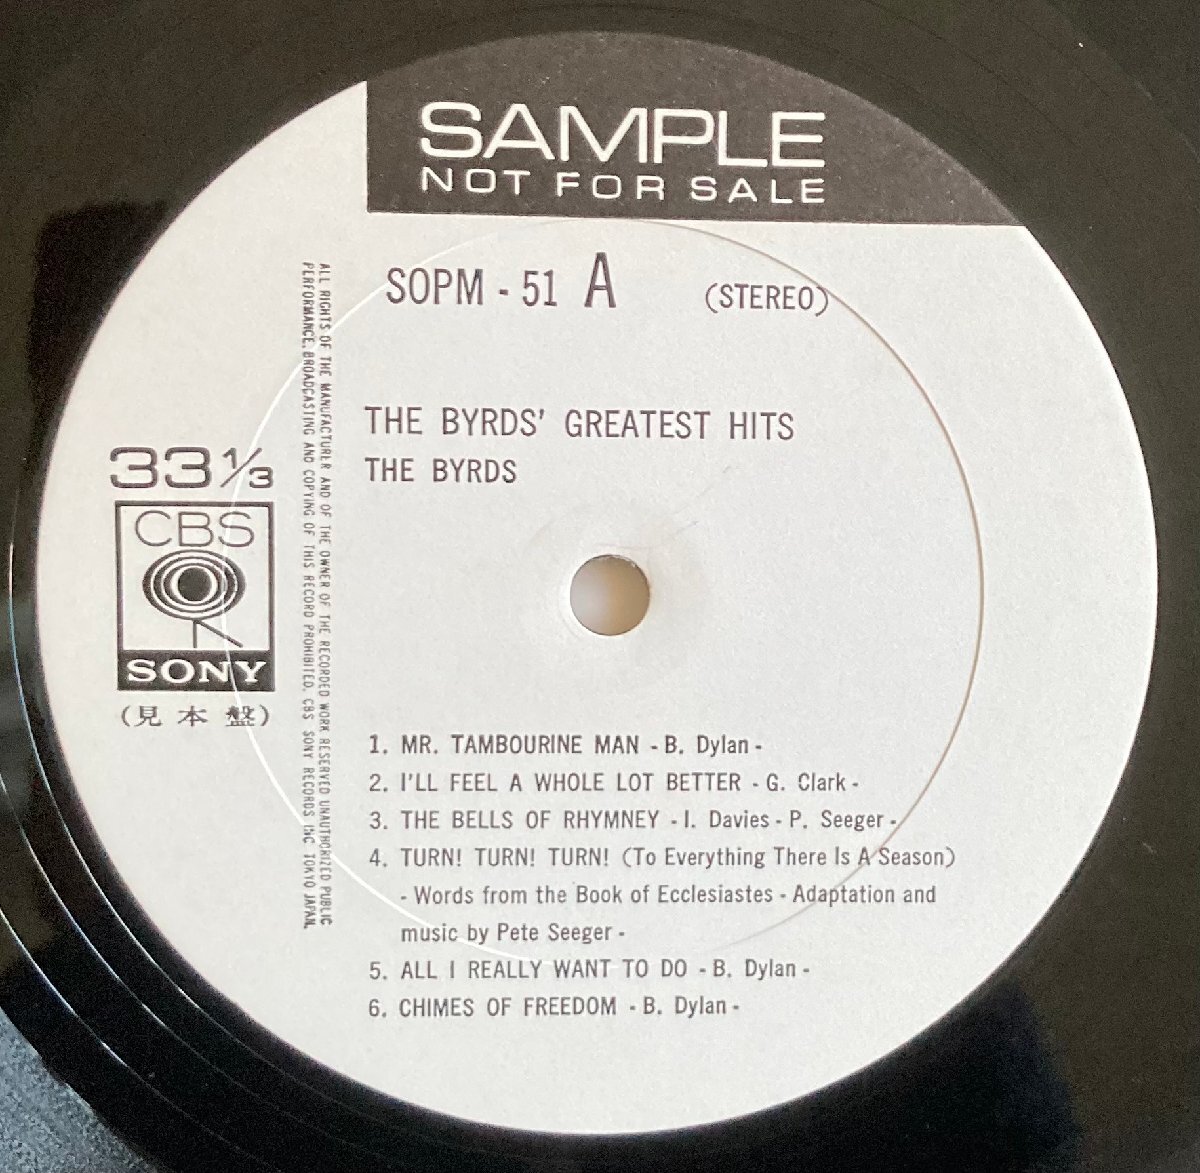 SAMPLE
NOT FOR SALE
SOPM - 51 A (STEREO)
THE BYRDS' GREATEST HITS
THE BYRDS
33 1/3
CBS
SONY
(見本盤)
ALL RIGHTS OF THE MANUFACTURER AND OF THE OWNER OF THE RECORDED WORK RESERVED UNAUTHORIZED PUBLIC
PERFORMANCE, BROADCASTING AND COPYING OF THIS RECORD PROHIBITED. CBS SONY RECORDS INC TOKYO JAPAN.
1. MR. TAMBOURINE MAN - B. Dylan -
2. I'LL FEEL A WHOLE LOT BETTER - G. Clark -
3. THE BELLS OF RHYMNEY - I. Davies - P. Seeger -
4. TURN! TURN! TURN! (To Everything There Is A Season)
- Words from the Book of Ecclesiastes - Adaptation and
music by Pete Seeger -
5. ALL I REALLY WANT TO DO - B. Dylan -
6. CHIMES OF FREEDOM - B. Dylan -